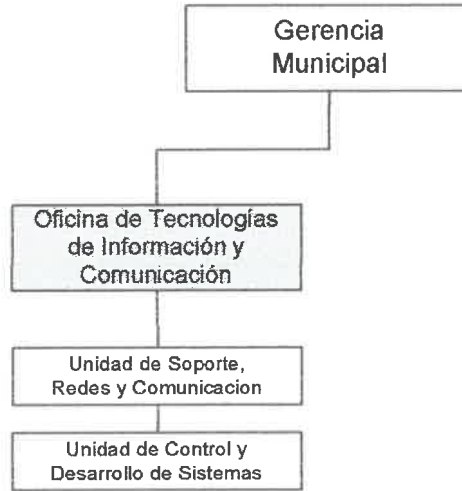 Gerencia
Municipal
Oficina de Tecnologías
de Información y
Comunicación
Unidad de Soporte,
Redes y Comunicacion
Unidad de Control y
Desarrollo de Sistemas